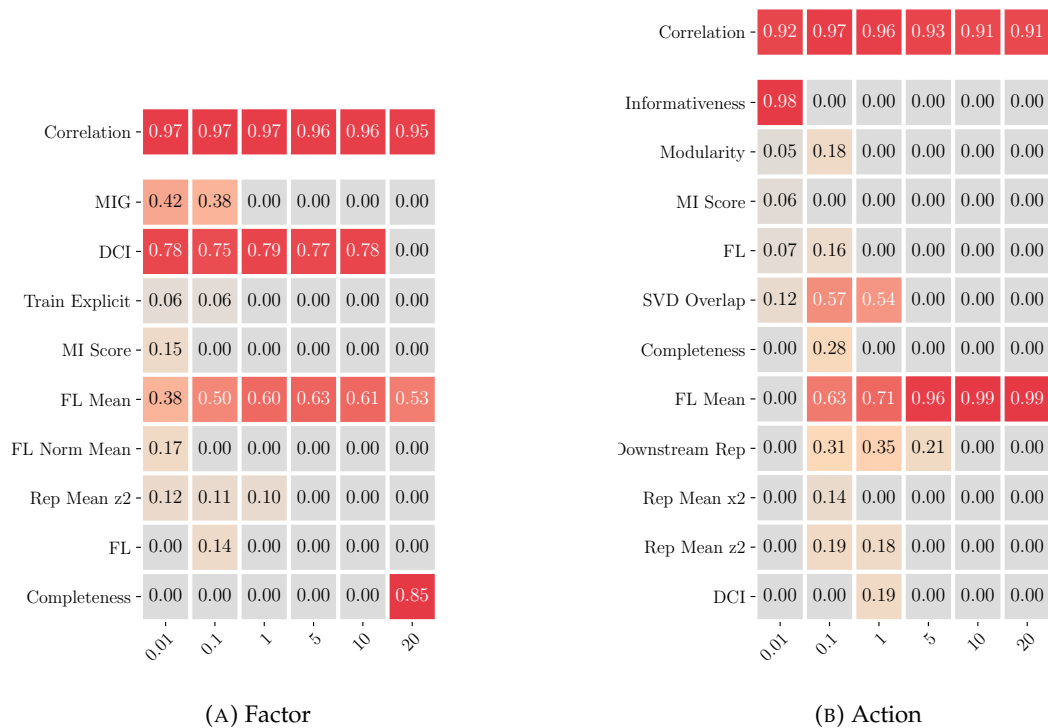 Correlation 0.97 0.97 0.97 0.96 0.96 0.95
MIG 0.42 0.38 0.00 0.00 0.00 0.00
DCI 0.78 0.75 0.79 0.77 0.78 0.00
Train Explicit 0.06 0.06 0.00 0.00 0.00 0.00
MI Score 0.15 0.00 0.00 0.00 0.00 0.00
FL Mean 0.38 0.50 0.60 0.63 0.61 0.53
FL Norm Mean 0.17 0.00 0.00 0.00 0.00 0.00
Rep Mean z2 0.12 0.11 0.10 0.00 0.00 0.00
FL 0.00 0.14 0.00 0.00 0.00 0.00
Completeness 0.00 0.00 0.00 0.00 0.00 0.85
0.01 0.1 1 5 10 20
(A) Factor
Correlation 0.92 0.97 0.96 0.93 0.91 0.91
Informativeness 0.98 0.00 0.00 0.00 0.00 0.00
Modularity 0.05 0.18 0.00 0.00 0.00 0.00
MI Score 0.06 0.00 0.00 0.00 0.00 0.00
FL 0.07 0.16 0.00 0.00 0.00 0.00
SVD Overlap 0.12 0.57 0.54 0.00 0.00 0.00
Completeness 0.00 0.28 0.00 0.00 0.00 0.00
FL Mean 0.00 0.63 0.71 0.96 0.99 0.99
Downstream Rep 0.00 0.31 0.35 0.21 0.00 0.00
Rep Mean x2 0.00 0.14 0.00 0.00 0.00 0.00
Rep Mean z2 0.00 0.19 0.18 0.00 0.00 0.00
DCI 0.00 0.00 0.19 0.00 0.00 0.00
0.01 0.1 1 5 10 20
(B) Action